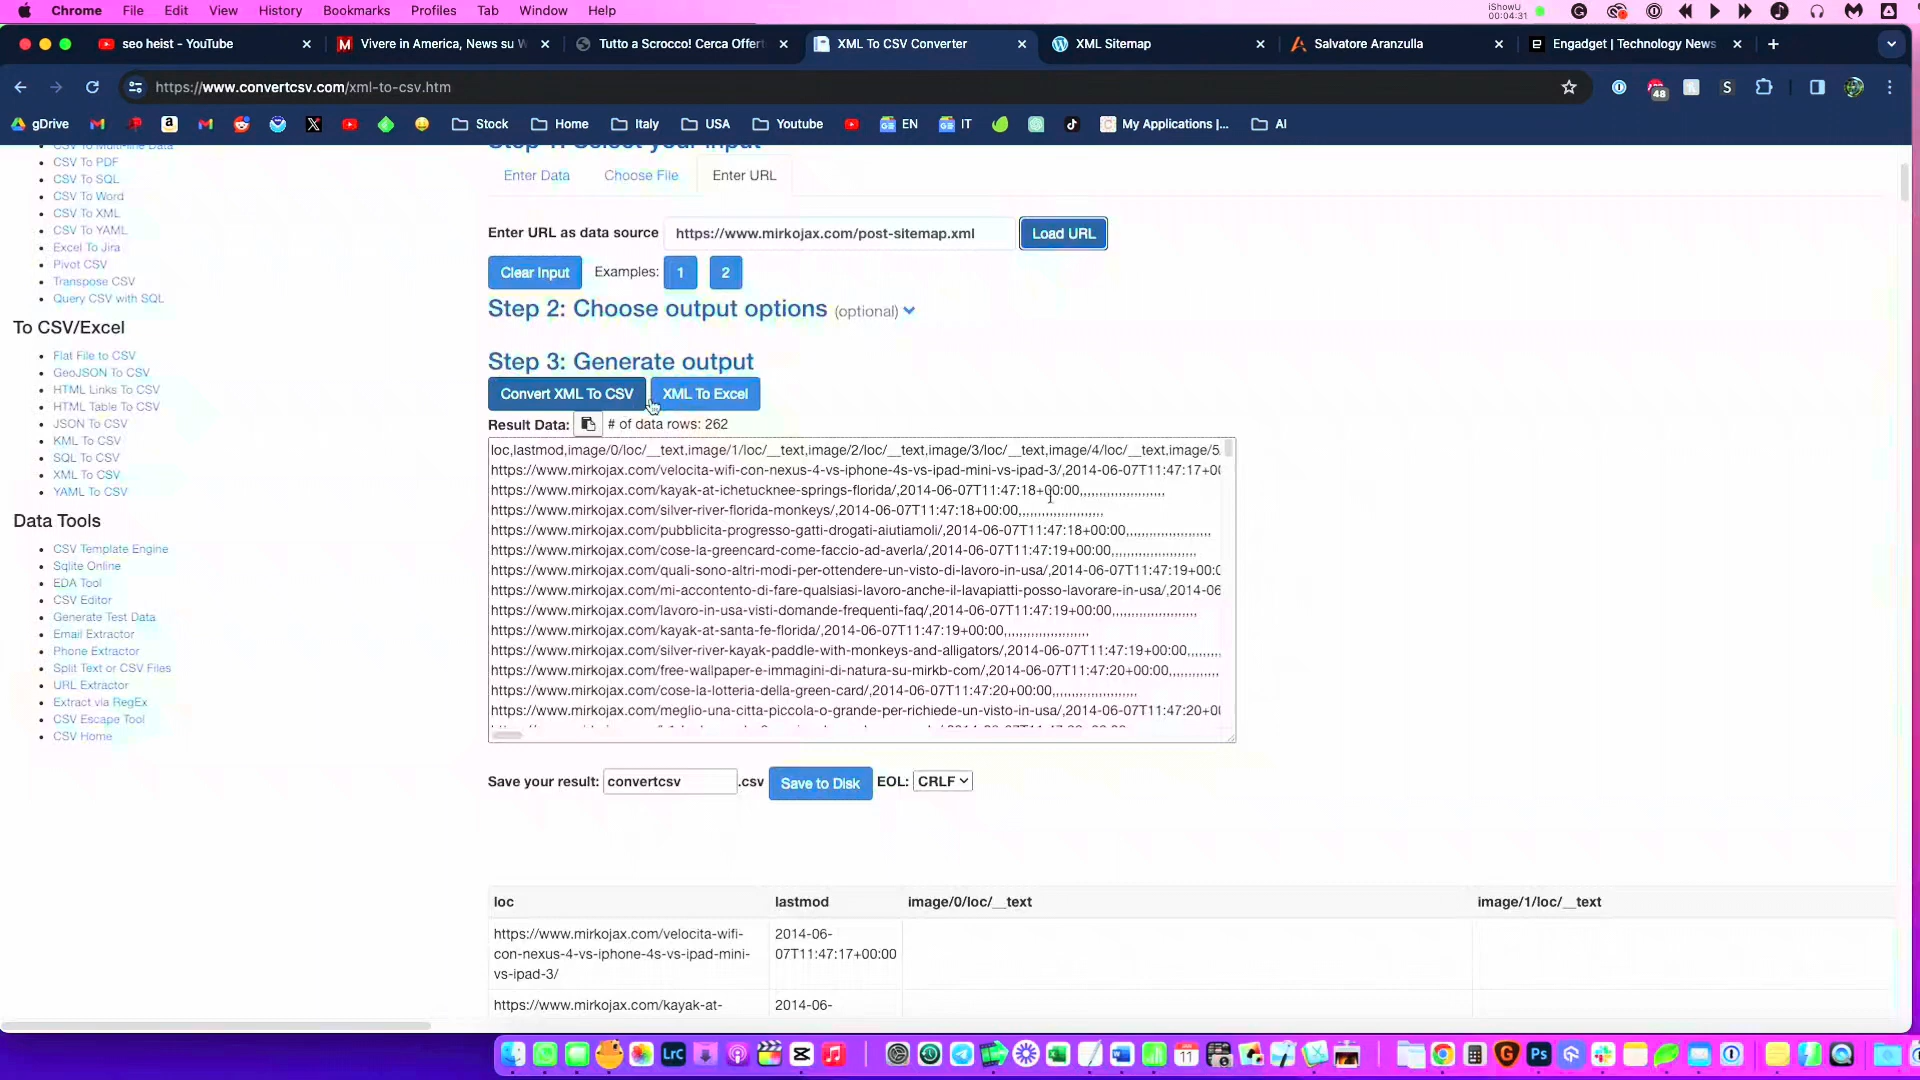 Chrome File Edit View History Bookmarks Profiles Tab Window Help
iShowU
00:04:31
seo heist - YouTube
Vivere in America, News su W
Tutto a Scrocco! Cerca Offert
XML To CSV Converter
XML Sitemap
Salvatore Aranzulla
Engadget | Technology News
https://www.convertcsv.com/xml-to-csv.htm
48
gDrive
Stock
Home
Italy
USA
Youtube
EN
IT
My Applications |...
AI
CSV To Multi-line Data
CSV To PDF
CSV To SQL
CSV To Word
CSV To XML
CSV To YAML
Excel To Jira
Pivot CSV
Transpose CSV
Query CSV with SQL
To CSV/Excel
Flat File to CSV
GeoJSON To CSV
HTML Links To CSV
HTML Table To CSV
JSON To CSV
KML To CSV
SQL To CSV
XML To CSV
YAML To CSV
Data Tools
CSV Template Engine
Sqlite Online
EDA Tool
CSV Editor
Generate Test Data
Email Extractor
Phone Extractor
Split Text or CSV Files
URL Extractor
Extract via RegEx
CSV Escape Tool
CSV Home
Step 1: Select your input
Enter Data Choose File Enter URL
Enter URL as data source https://www.mirkojax.com/post-sitemap.xml Load URL
Clear Input Examples: 1 2
Step 2: Choose output options (optional)
Step 3: Generate output
Convert XML To CSV XML To Excel
Result Data: # of data rows: 262
loc,lastmod,image/0/loc/__text,image/1/loc/__text,image/2/loc/__text,image/3/loc/__text,image/4/loc/__text,image/5
https://www.mirkojax.com/velocita-wifi-con-nexus-4-vs-iphone-4s-vs-ipad-mini-vs-ipad-3/,2014-06-07T11:47:17+00
https://www.mirkojax.com/kayak-at-ichetucknee-springs-florida/,2014-06-07T11:47:18+00:00,,,,,,,,,,,,,,,,,,,,,,
https://www.mirkojax.com/silver-river-florida-monkeys/,2014-06-07T11:47:18+00:00,,,,,,,,,,,,,,,,,,,,,,
https://www.mirkojax.com/pubblicita-progresso-gatti-drogati-aiutiamoli/,2014-06-07T11:47:18+00:00,,,,,,,,,,,,,,,,,,,,,,
https://www.mirkojax.com/cose-la-greencard-come-faccio-ad-averla/,2014-06-07T11:47:19+00:00,,,,,,,,,,,,,,,,,,,,,,
https://www.mirkojax.com/quali-sono-altri-modi-per-ottendere-un-visto-di-lavoro-in-usa/,2014-06-07T11:47:19+00:0
https://www.mirkojax.com/mi-accontento-di-fare-qualsiasi-lavoro-anche-il-lavapiatti-posso-lavorare-in-usa/,2014-06
https://www.mirkojax.com/lavoro-in-usa-visti-domande-frequenti-faq/,2014-06-07T11:47:19+00:00,,,,,,,,,,,,,,,,,,,,,,
https://www.mirkojax.com/kayak-at-santa-fe-florida/,2014-06-07T11:47:19+00:00,,,,,,,,,,,,,,,,,,,,,,
https://www.mirkojax.com/silver-river-kayak-paddle-with-monkeys-and-alligators/,2014-06-07T11:47:19+00:00,,,,,,,,,
https://www.mirkojax.com/free-wallpaper-e-immagini-di-natura-su-mirkb-com/,2014-06-07T11:47:20+00:00,,,,,,,,,,,,,
https://www.mirkojax.com/cose-la-lotteria-della-green-card/,2014-06-07T11:47:20+00:00,,,,,,,,,,,,,,,,,,,,,,
https://www.mirkojax.com/meglio-una-citta-piccola-o-grande-per-richiede-un-visto-in-usa/,2014-06-07T11:47:20+00
Save your result: convertcsv .csv Save to Disk EOL: CRLF
loc lastmod image/0/loc/__text image/1/loc/__text
https://www.mirkojax.com/velocita-wifi- 2014-06-
con-nexus-4-vs-iphone-4s-vs-ipad-mini- 07T11:47:17+00:00
vs-ipad-3/
https://www.mirkojax.com/kayak-at- 2014-06-
LrC
11
Ps